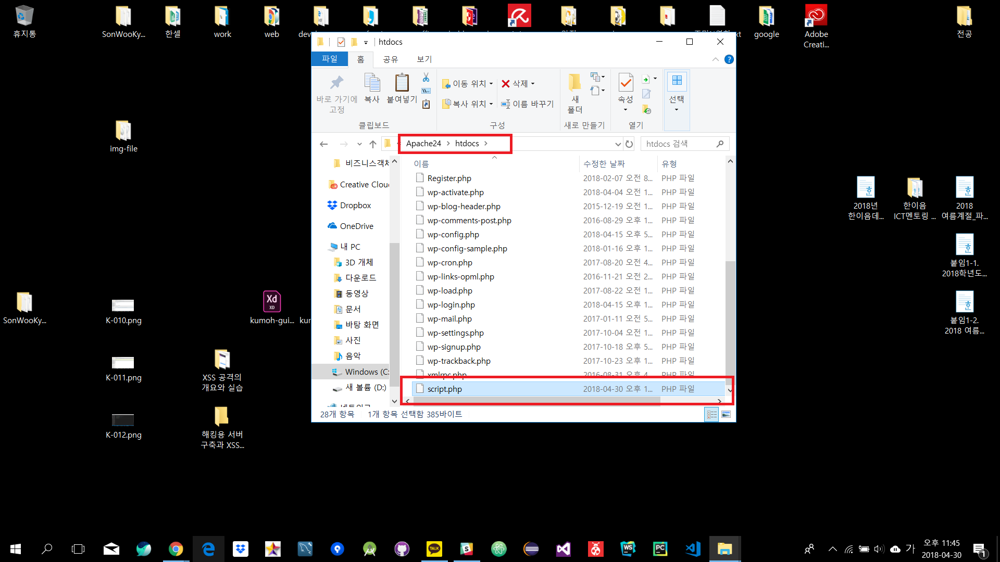 휴지통
SonWooKy...
한셀
work
web
google
Adobe
Creati...
전공
htdocs
파일
홈
공유
보기
바로 가기에
고정
복사
붙여넣기
이동 위치
복사 위치
삭제
이름 바꾸기
새
폴더
속성
선택
클립보드
구성
새로 만들기
열기
Apache24 > htdocs >
htdocs 검색
img-file
비즈니스객체
Creative Cloud
Dropbox
OneDrive
내 PC
3D 개체
다운로드
동영상
문서
바탕 화면
사진
음악
Windows (C:
새 볼륨 (D:)
이름 수정한 날짜 유형
Register.php 2018-02-07 오전 8... PHP 파일
wp-activate.php 2018-04-04 오전 1... PHP 파일
wp-blog-header.php 2015-12-19 오전 1... PHP 파일
wp-comments-post.php 2016-08-29 오후 1... PHP 파일
wp-config.php 2018-04-15 오후 5... PHP 파일
wp-config-sample.php 2018-01-16 오후 1... PHP 파일
wp-cron.php 2017-08-20 오전 4... PHP 파일
wp-links-opml.php 2016-11-21 오전 2... PHP 파일
wp-load.php 2017-08-22 오전 1... PHP 파일
wp-login.php 2018-04-15 오후 1... PHP 파일
wp-mail.php 2017-01-11 오전 5... PHP 파일
wp-settings.php 2017-10-04 오전 1... PHP 파일
wp-signup.php 2017-10-18 오후 5... PHP 파일
wp-trackback.php 2017-10-23 오후 1... PHP 파일
xmlrpc.php 2016-08-31 오후 4... PHP 파일
script.php 2018-04-30 오후 1... PHP 파일
28개 항목
1개 항목 선택함 385바이트
2018년
한이음데...
한이음
ICT멘토링 ...
2018
여름계절_파...
붙임1-1.
2018학년도...
붙임1-2.
2018 여름...
SonWooKy...
K-010.png
Xd
XD
kumoh-gui...
K-011.png
XSS 공격의
개요와 실습
K-012.png
해킹용 서버
구축과 XSS...
TALK
S
WS
PC
가
오후 11:45
2018-04-30
1